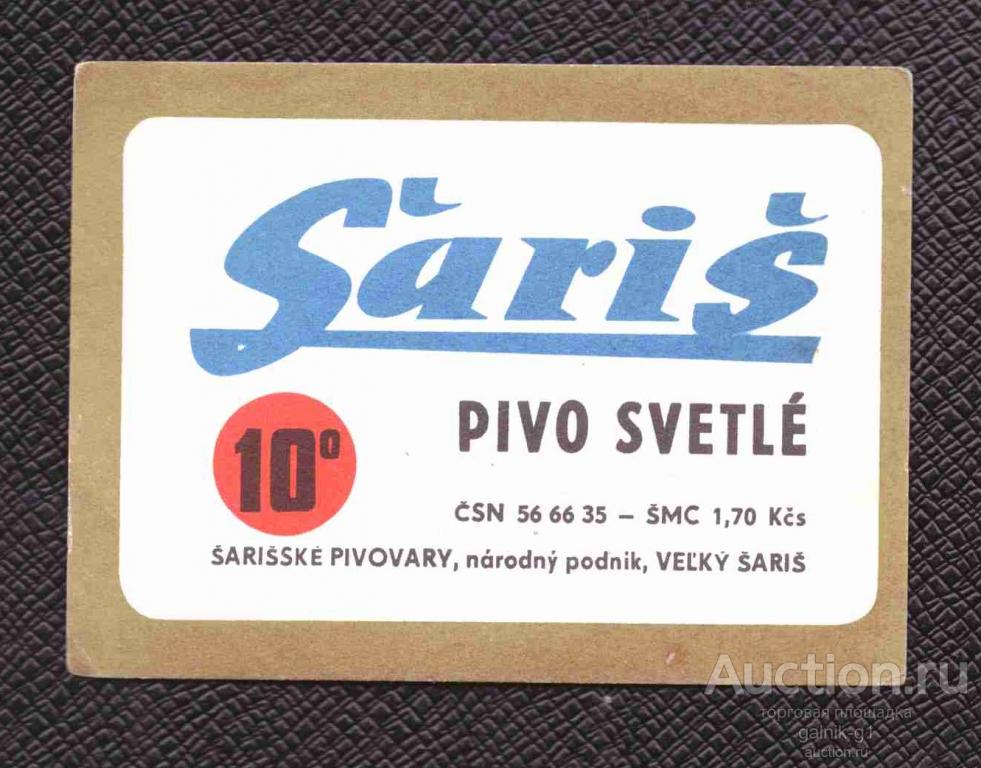 Šariš
10°
PIVO SVETLÉ
ČSN 56 66 35 – ŠMC 1,70 Kčs
ŠARIŠSKÉ PIVOVARY, národný podnik, VEĽKÝ ŠARIŠ
Auction.ru
торговая площадка
galnik-g1
auction.ru